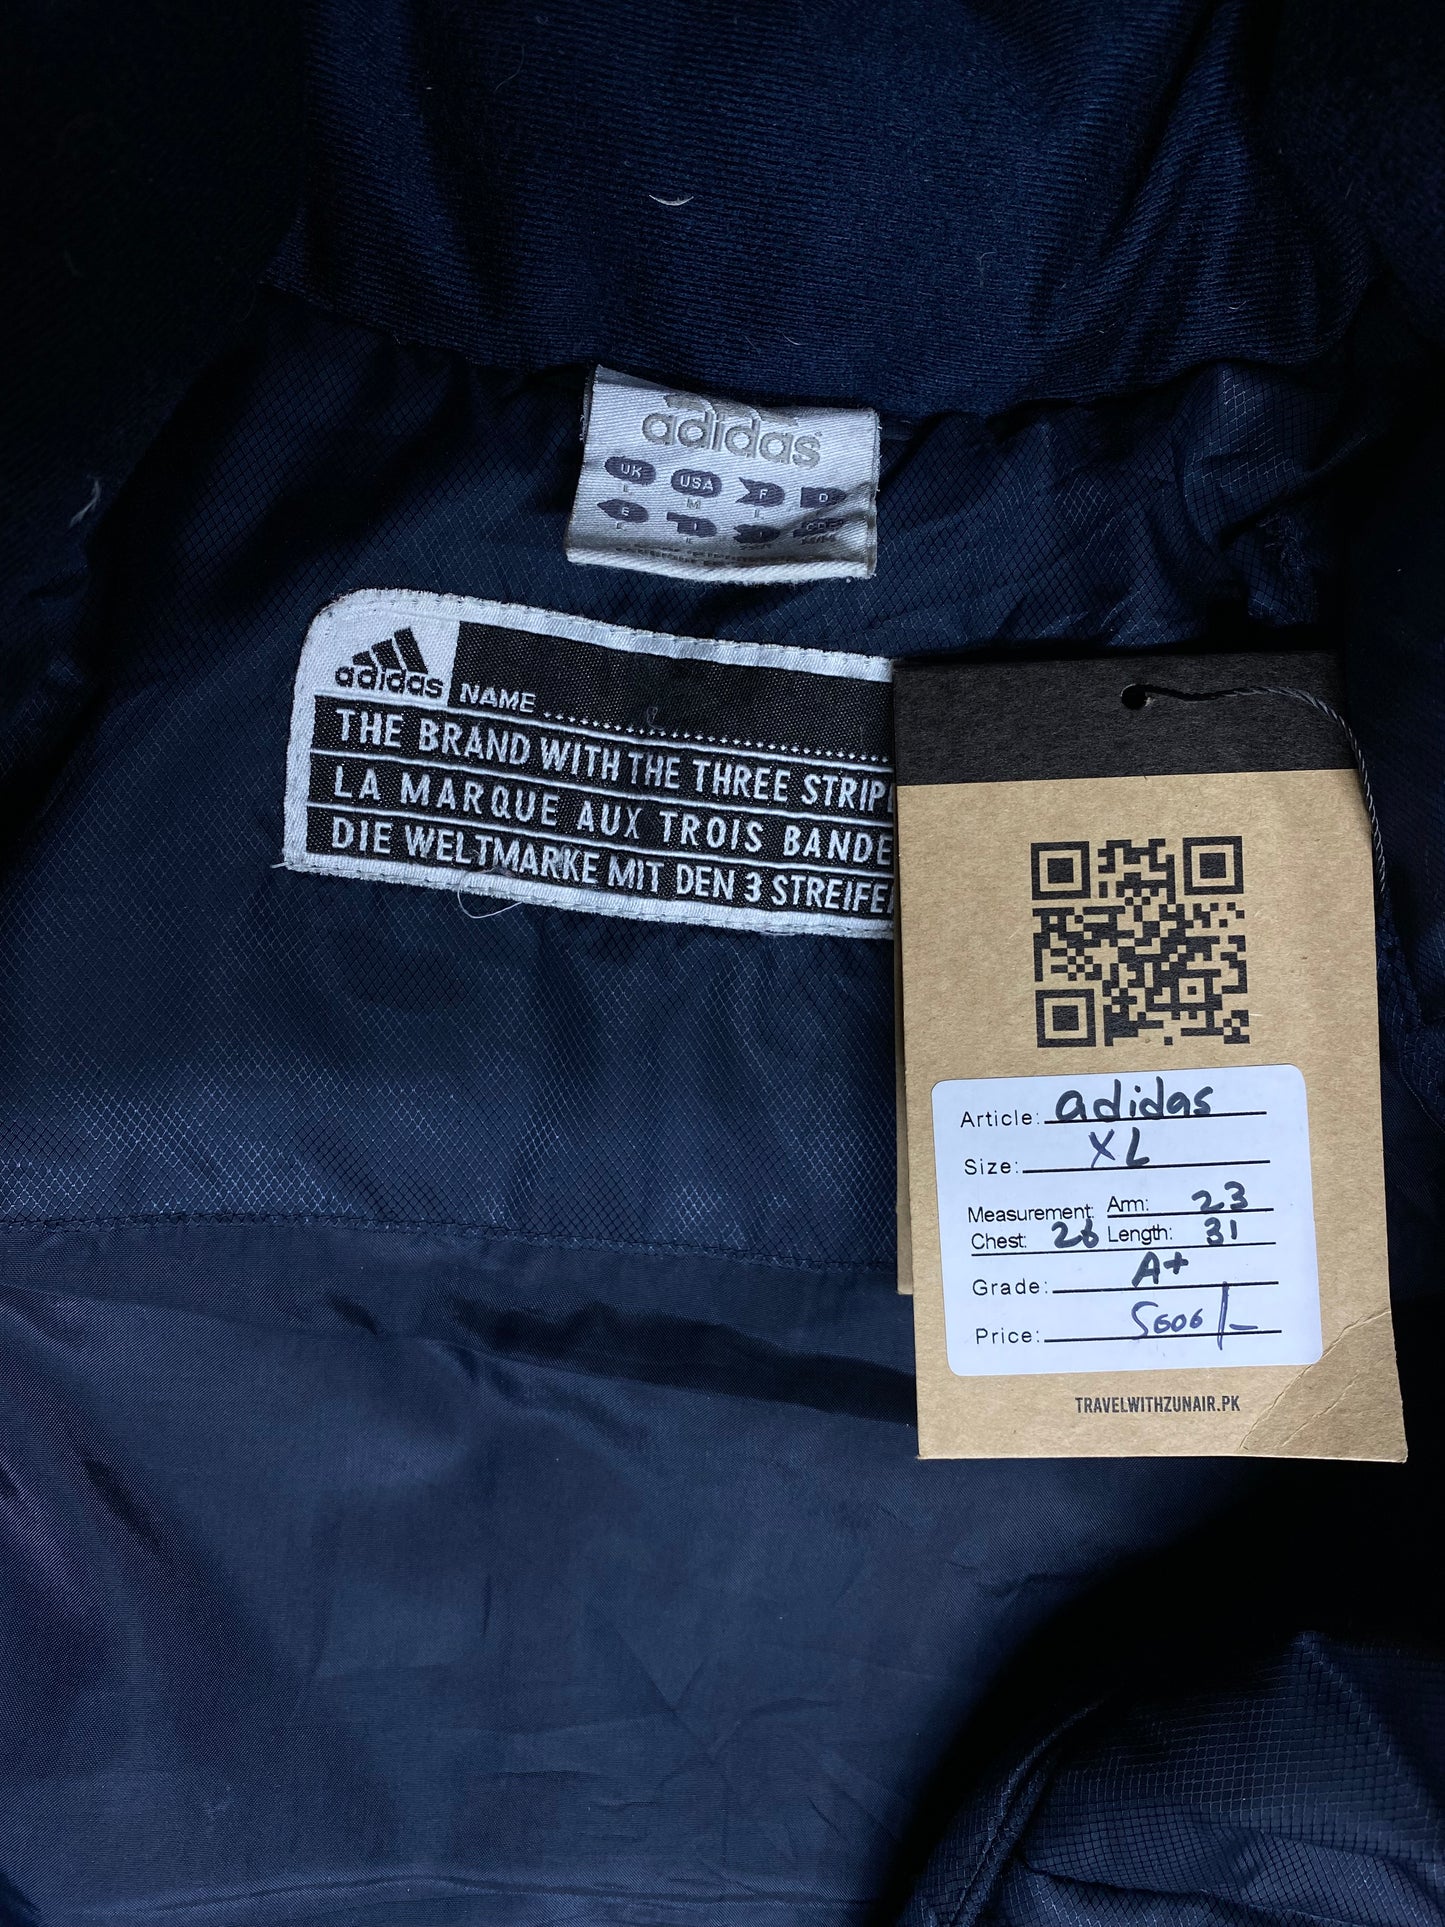 adidas
UK USA F D
L M L
E I
L
adidas NAME
THE BRAND WITH THE THREE STRIPE
LA MARQUE AUX TROIS BANDE
DIE WELTMARKE MIT DEN 3 STREIFE
Article: adidas
Size: XL
Measurement: Arm: 23
Chest: 26 Length: 31
Grade: A+
Price:
TRAVELWITHZUNAIR.PK